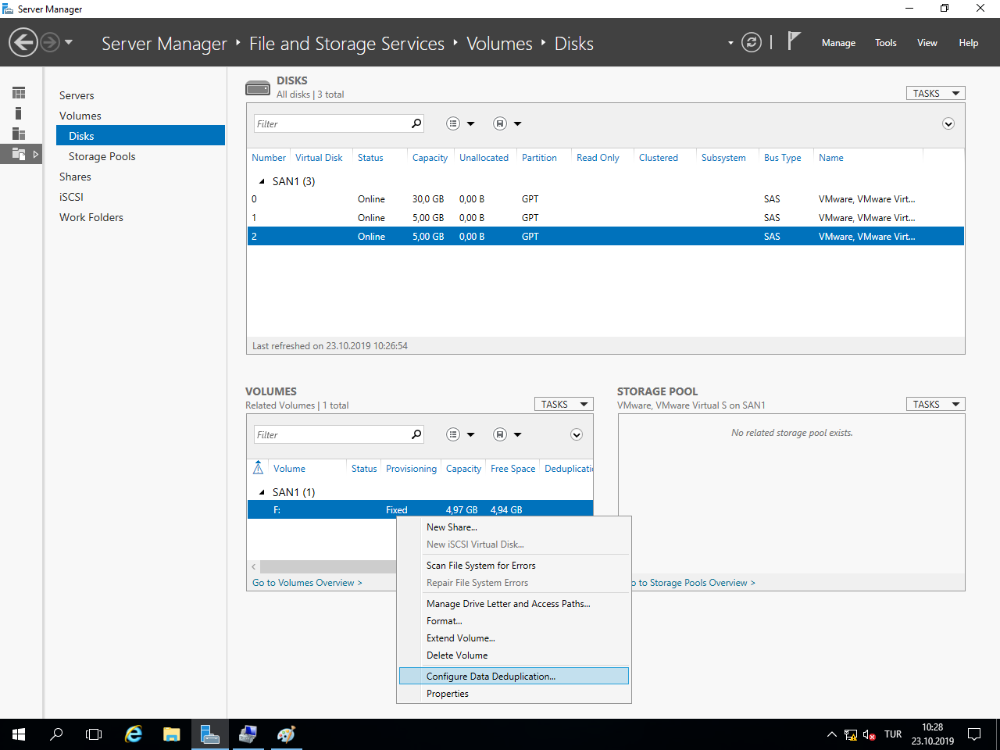 Server Manager
Server Manager ‣ File and Storage Services ‣ Volumes ‣ Disks
Manage Tools View Help
Servers
Volumes
Disks
Storage Pools
Shares
iSCSI
Work Folders
DISKS
All disks | 3 total
TASKS
Filter
Number Virtual Disk Status Capacity Unallocated Partition Read Only Clustered Subsystem Bus Type Name
SAN1 (3)
0 Online 30,0 GB 0,00 B GPT SAS VMware, VMware Virt...
1 Online 5,00 GB 0,00 B GPT SAS VMware, VMware Virt...
2 Online 5,00 GB 0,00 B GPT SAS VMware, VMware Virt...
Last refreshed on 23.10.2019 10:26:54
VOLUMES
Related Volumes | 1 total
TASKS
Filter
Volume Status Provisioning Capacity Free Space Deduplicatio
SAN1 (1)
F: Fixed 4,97 GB 4,94 GB
Go to Volumes Overview >
New Share...
New iSCSI Virtual Disk...
Scan File System for Errors
Repair File System Errors
Manage Drive Letter and Access Paths...
Format...
Extend Volume...
Delete Volume
Configure Data Deduplication...
Properties
STORAGE POOL
VMware, VMware Virtual S on SAN1
TASKS
No related storage pool exists.
o to Storage Pools Overview >
TUR
10:28
23.10.2019